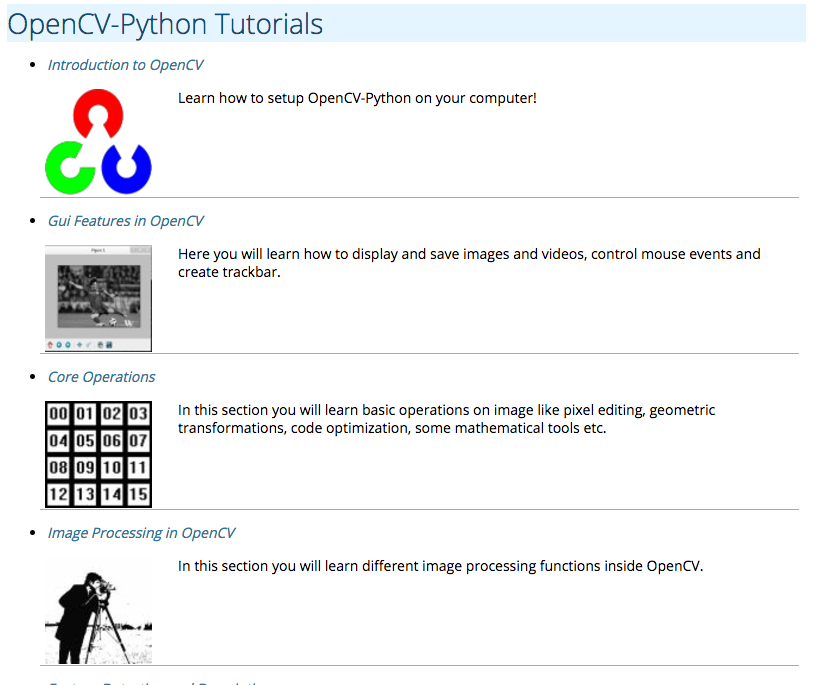 OpenCV-Python Tutorials
Introduction to OpenCV
Learn how to setup OpenCV-Python on your computer!
Gui Features in OpenCV
Here you will learn how to display and save images and videos, control mouse events and
create trackbar.
Core Operations
00 01 02 03
04 05 06 07
08 09 10 11
12 13 14 15
In this section you will learn basic operations on image like pixel editing, geometric
transformations, code optimization, some mathematical tools etc.
Image Processing in OpenCV
In this section you will learn different image processing functions inside OpenCV.